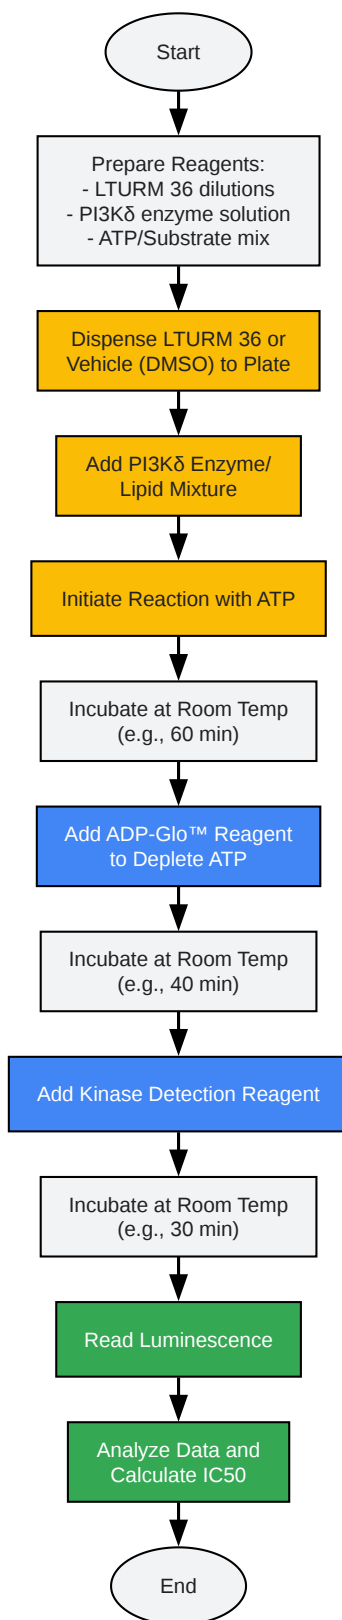 Start
Prepare Reagents:
- LTURM 36 dilutions
- PI3Kδ enzyme solution
- ATP/Substrate mix
Dispense LTURM 36 or
Vehicle (DMSO) to Plate
Add PI3Kδ Enzyme/
Lipid Mixture
Initiate Reaction with ATP
Incubate at Room Temp
(e.g., 60 min)
Add ADP-Glo™ Reagent
to Deplete ATP
Incubate at Room Temp
(e.g., 40 min)
Add Kinase Detection Reagent
Incubate at Room Temp
(e.g., 30 min)
Read Luminescence
Analyze Data and
Calculate IC50
End